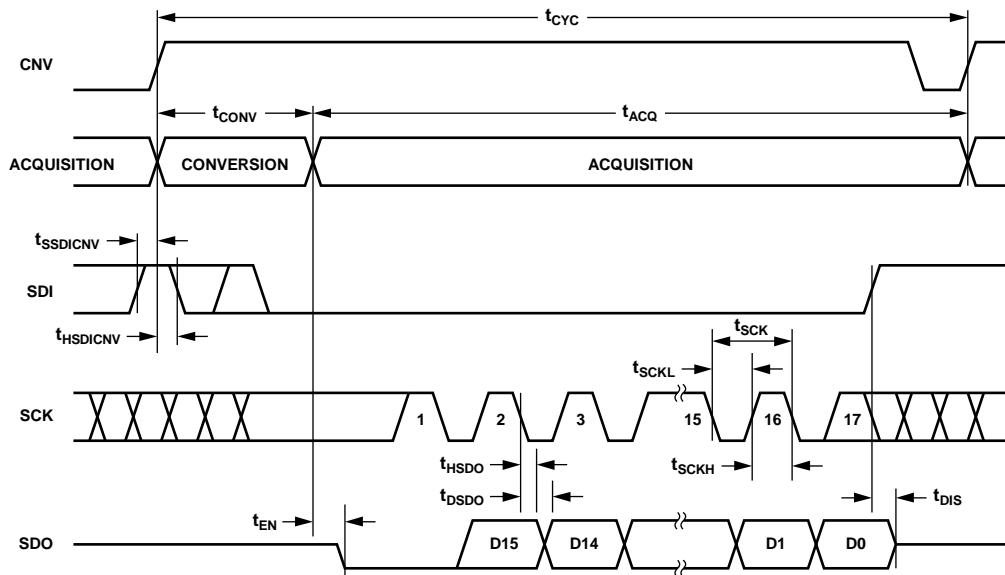 tCYC
CNV
tCONV
tACQ
ACQUISITION CONVERSION ACQUISITION
tSSDICNV
SDI
tHSDICNV
tSCK
tSCKL
SCK 1 2 3 15 16 17
tHSDO
tSCKH
tDSDO
tDIS
tEN
SDO D15 D14 D1 D0